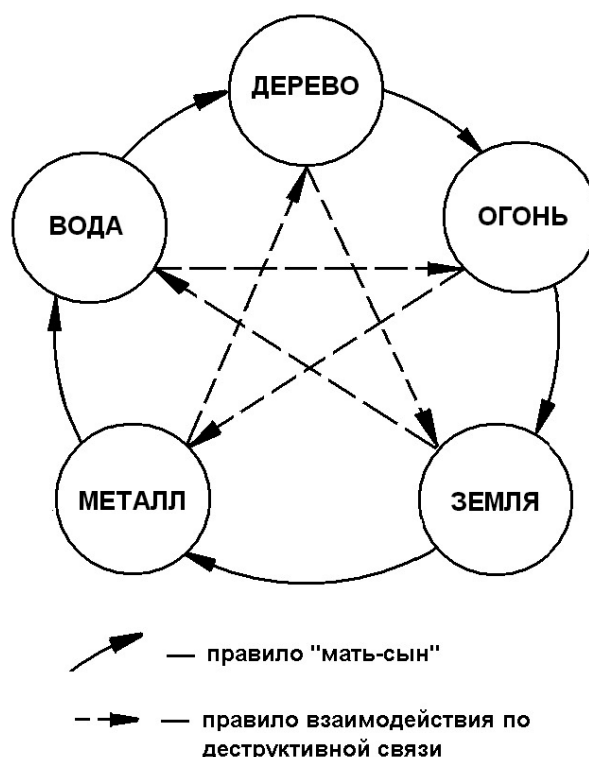 ДЕРЕВО
ВОДА
ОГОНЬ
МЕТАЛЛ
ЗЕМЛЯ
— правило "мать-сын"
— правило взаимодействия по
деструктивной связи